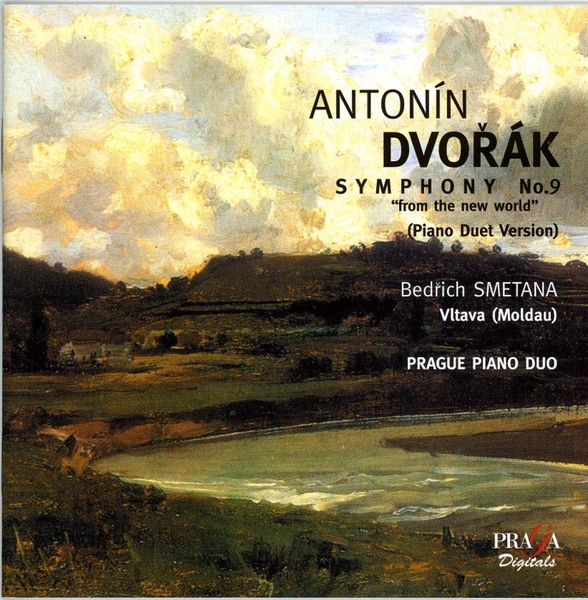 ANTONÍN
DVOŘÁK
SYMPHONY No.9
“from the new world”
(Piano Duet Version)
Bedřich SMETANA
Vltava (Moldau)
PRAGUE PIANO DUO
PRAGA
Digitals